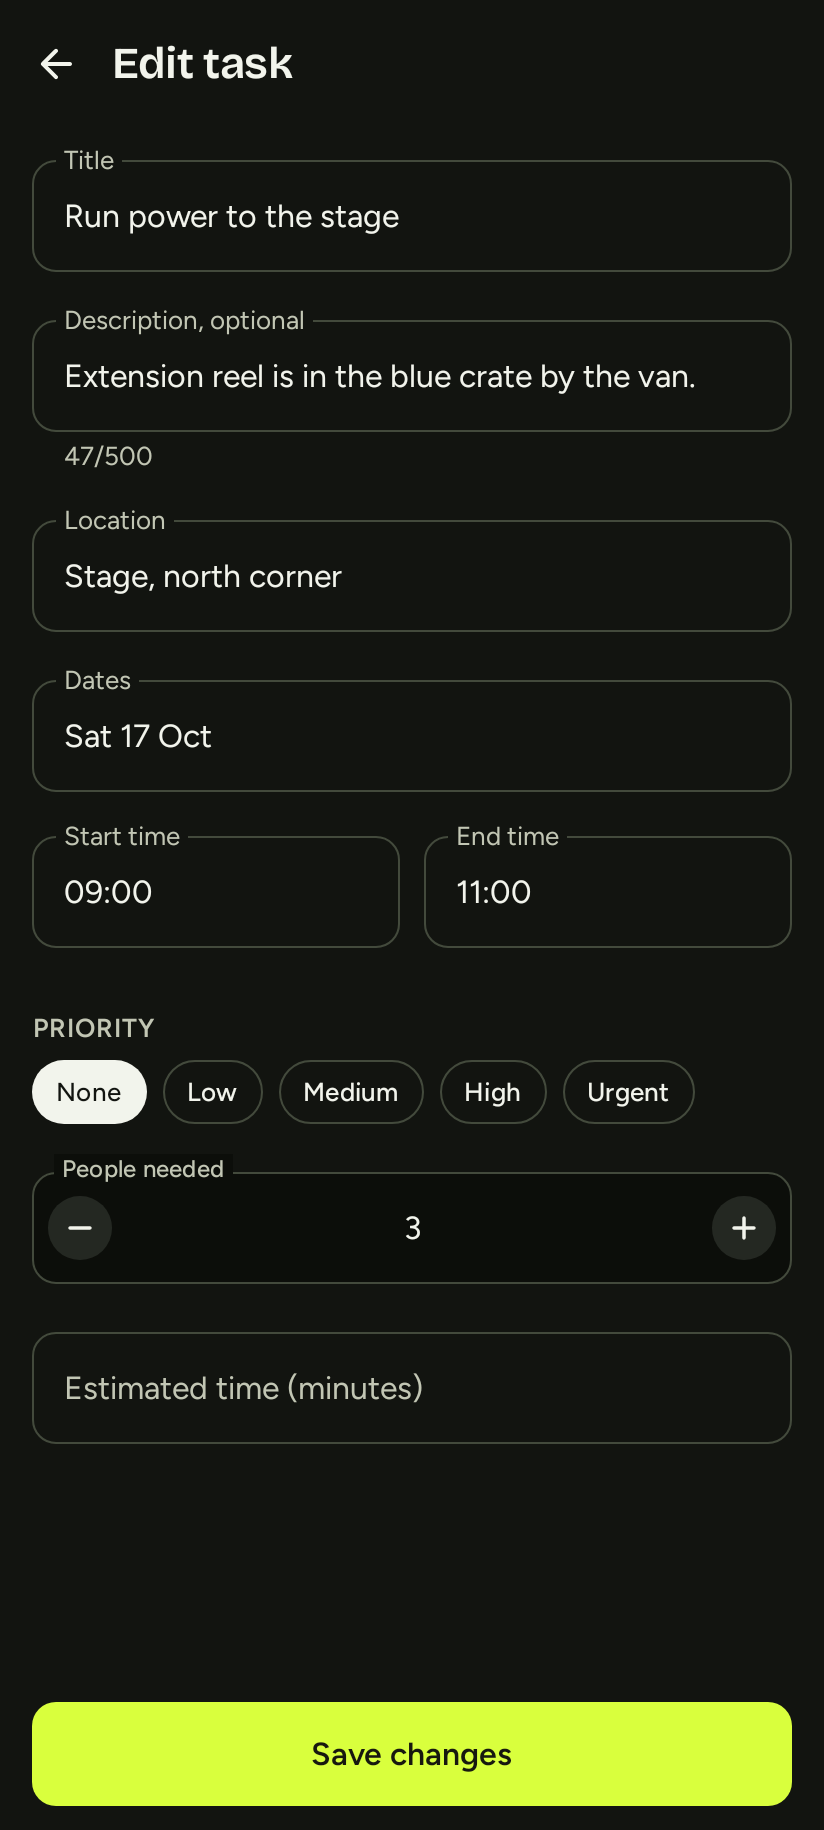 Edit task
Title
Run power to the stage
Description, optional
Extension reel is in the blue crate by the van.
47/500
Location
Stage, north corner
Dates
Sat 17 Oct
Start time
End time
09:00
11:00
PRIORITY
None Low Medium High Urgent
People needed
3
Estimated time (minutes)
Save changes